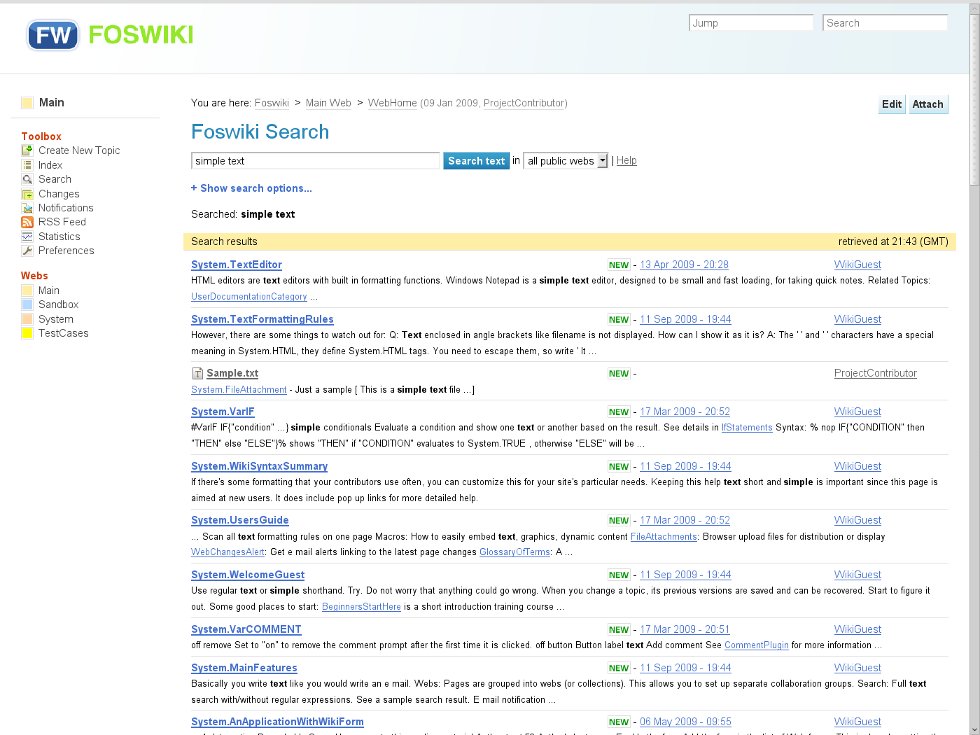 FW FOSWIKI
Jump
Search
Main
Toolbox
Create New Topic
Index
Search
Changes
Notifications
RSS Feed
Statistics
Preferences
Webs
Main
Sandbox
System
TestCases
You are here: Foswiki > Main Web > WebHome (09 Jan 2009, ProjectContributor)
Edit Attach
Foswiki Search
simple text Search text in all public webs | Help
+ Show search options...
Searched: simple text
Search results retrieved at 21:43 (GMT)
System.TextEditor NEW - 13 Apr 2009 - 20:28 WikiGuest
HTML editors are text editors with built in formatting functions. Windows Notepad is a simple text editor, designed to be small and fast loading, for taking quick notes. Related Topics:
UserDocumentationCategory ...
System.TextFormattingRules NEW - 11 Sep 2009 - 19:44 WikiGuest
However, there are some things to watch out for: Q: Text enclosed in angle brackets like filename is not displayed. How can I show it as it is? A: The ' ' and ' ' characters have a special
meaning in System.HTML, they define System.HTML tags. You need to escape them, so write ' lt ...
Sample.txt NEW - ProjectContributor
System.FileAttachment - Just a sample [ This is a simple text file ...]
System.VarIF NEW - 17 Mar 2009 - 20:52 WikiGuest
#VarIF IF{"condition" ...} simple conditionals Evaluate a condition and show one text or another based on the result. See details in IfStatements Syntax: % nop IF{"CONDITION" then
"THEN" else "ELSE"}% shows "THEN" if "CONDITION" evaluates to System.TRUE , otherwise "ELSE" will be ...
System.WikiSyntaxSummary NEW - 11 Sep 2009 - 19:44 WikiGuest
If there's some formatting that your contributors use often, you can customize this for your site's particular needs. Keeping this help text short and simple is important since this page is
aimed at new users. It does include pop up links for more detailed help.
System.UsersGuide NEW - 17 Mar 2009 - 20:52 WikiGuest
... Scan all text formatting rules on one page Macros: How to easily embed text, graphics, dynamic content FileAttachments: Browser upload files for distribution or display
WebChangesAlert: Get e mail alerts linking to the latest page changes GlossaryOfTerms: A ...
System.WelcomeGuest NEW - 11 Sep 2009 - 19:44 WikiGuest
Use regular text or simple shorthand. Try. Do not worry that anything could go wrong. When you change a topic, its previous versions are saved and can be recovered. Start to figure it
out. Some good places to start: BeginnersStartHere is a short introduction training course ...
System.VarCOMMENT NEW - 17 Mar 2009 - 20:51 WikiGuest
off remove Set to "on" to remove the comment prompt after the first time it is clicked. off button Button label text Add comment See CommentPlugin for more information ...
System.MainFeatures NEW - 11 Sep 2009 - 19:44 WikiGuest
Basically you write text like you would write an e mail. Webs: Pages are grouped into webs (or collections). This allows you to set up separate collaboration groups. Search: Full text
search with/without regular expressions. See a sample search result. E mail notification ...
System.AnApplicationWithWikiForm NEW - 06 May 2009 - 09:55 WikiGuest